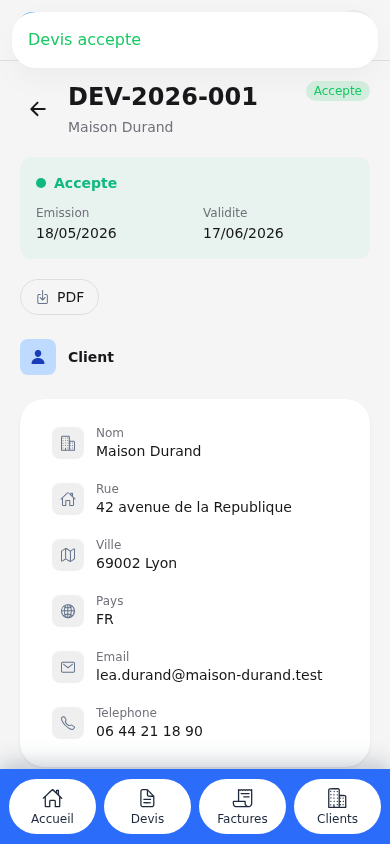 Devis accepte
DEV-2026-001
Accepte
Maison Durand
Accepte
Emission
Validite
18/05/2026
17/06/2026
PDF
Client
Nom
Maison Durand
Rue
42 avenue de la Republique
Ville
69002 Lyon
Pays
FR
Email
lea.durand@maison-durand.test
Telephone
06 44 21 18 90
Accueil
Devis
Factures
Clients